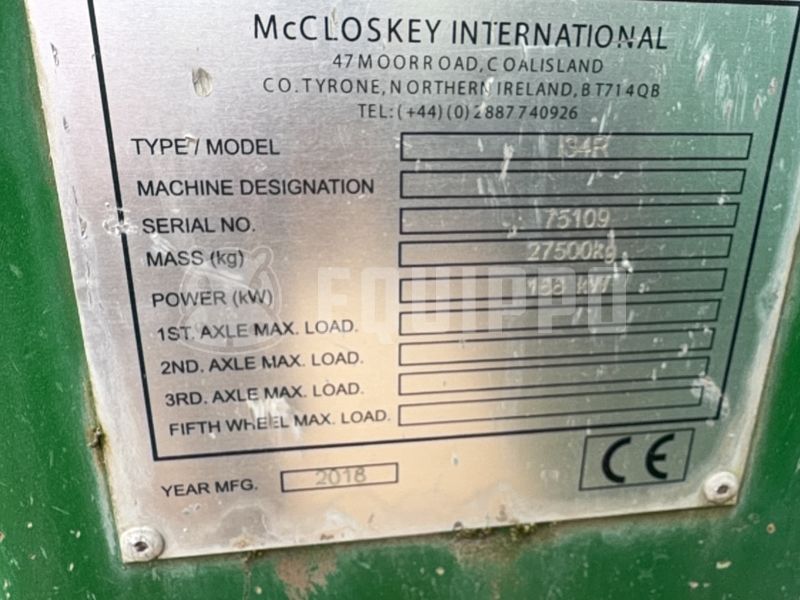 McCLOSKEY INTERNATIONAL
47 MOOR ROAD, COALISLAND
CO. TYRONE, NORTHERN IRELAND, BT71 4QB
TEL: (+44) (0) 2887 740926
TYPE / MODEL I34R
MACHINE DESIGNATION
SERIAL NO. 75109
MASS (kg) 27500kg
POWER (kW) kW
1ST. AXLE MAX. LOAD.
2ND. AXLE MAX. LOAD.
3RD. AXLE MAX. LOAD.
FIFTH WHEEL MAX. LOAD.
YEAR MFG. 2018
CE
EQUIPPO